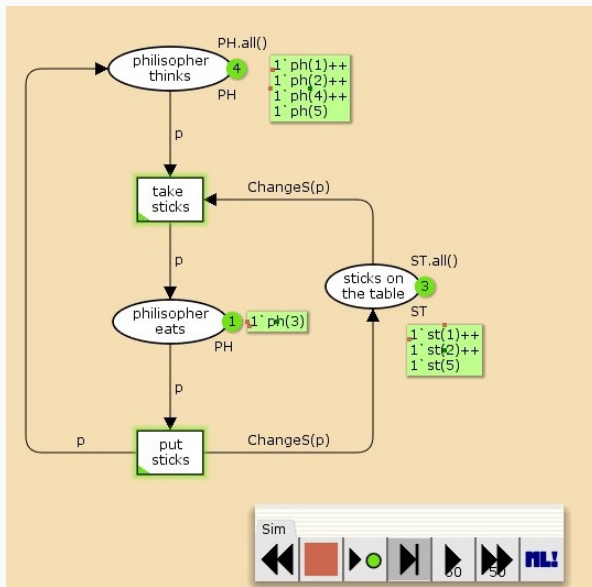 PH.all()
philisopher
thinks
4
1`ph(1)++
1`ph(2)++
1`ph(4)++
1`ph(5)
PH
p
take
sticks
ChangeS(p)
p
ST.all()
sticks on
the table
3
ST
philisopher
eats
1
1`ph(3)
PH
1`st(1)++
1`st(2)++
1`st(5)
p
p
put
sticks
ChangeS(p)
Sim
50
50
ML!